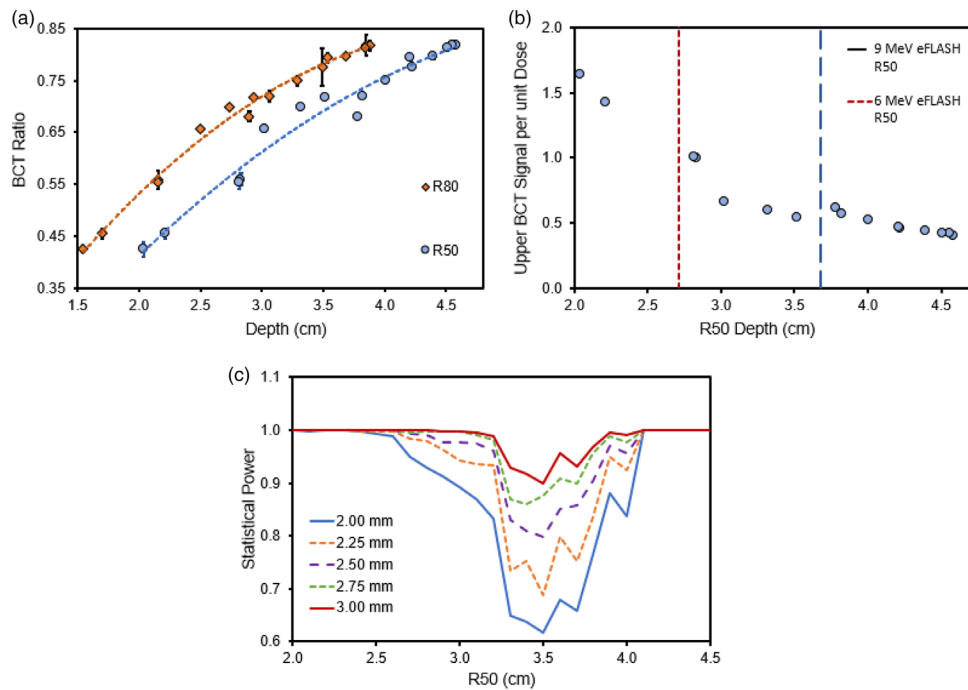 (a)
BCT Ratio
0.85
0.75
0.65
0.55
0.45
0.35
1.5 2.0 2.5 3.0 3.5 4.0 4.5
Depth (cm)
R80
R50
(b)
Upper BCT Signal per unit Dose
2.0
1.5
1.0
0.5
0.0
2.0 2.5 3.0 3.5 4.0 4.5
R50 Depth (cm)
9 MeV eFLASH
R50
6 MeV eFLASH
R50
(c)
Statistical Power
1.1
1.0
0.9
0.8
0.7
0.6
2.0 2.5 3.0 3.5 4.0 4.5
R50 (cm)
2.00 mm
2.25 mm
2.50 mm
2.75 mm
3.00 mm